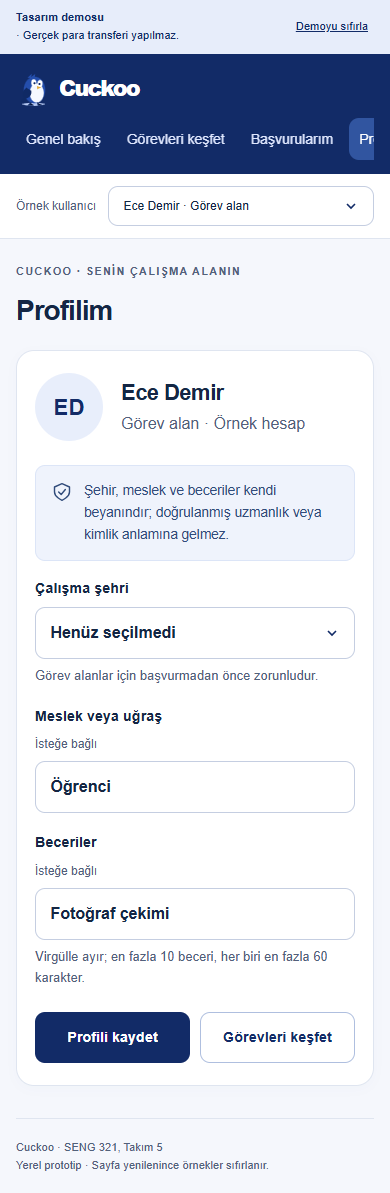 Tasarım demosu
· Gerçek para transferi yapılmaz.
Demoyu sıfırla
Cuckoo
Genel bakış
Görevleri keşfet
Başvurularım
Örnek kullanıcı
Ece Demir · Görev alan
CUCKOO · SENİN ÇALIŞMA ALANIN
Profilim
ED
Ece Demir
Görev alan · Örnek hesap
Şehir, meslek ve beceriler kendi
beyanındır; doğrulanmış uzmanlık veya
kimlik anlamına gelmez.
Çalışma şehri
Henüz seçilmedi
Görev alanlar için başvurmadan önce zorunludur.
Meslek veya uğraş
İsteğe bağlı
Öğrenci
Beceriler
İsteğe bağlı
Fotoğraf çekimi
Virgülle ayır; en fazla 10 beceri, her biri en fazla 60
karakter.
Profili kaydet
Görevleri keşfet
Cuckoo · SENG 321, Takım 5
Yerel prototip · Sayfa yenilenince örnekler sıfırlanır.